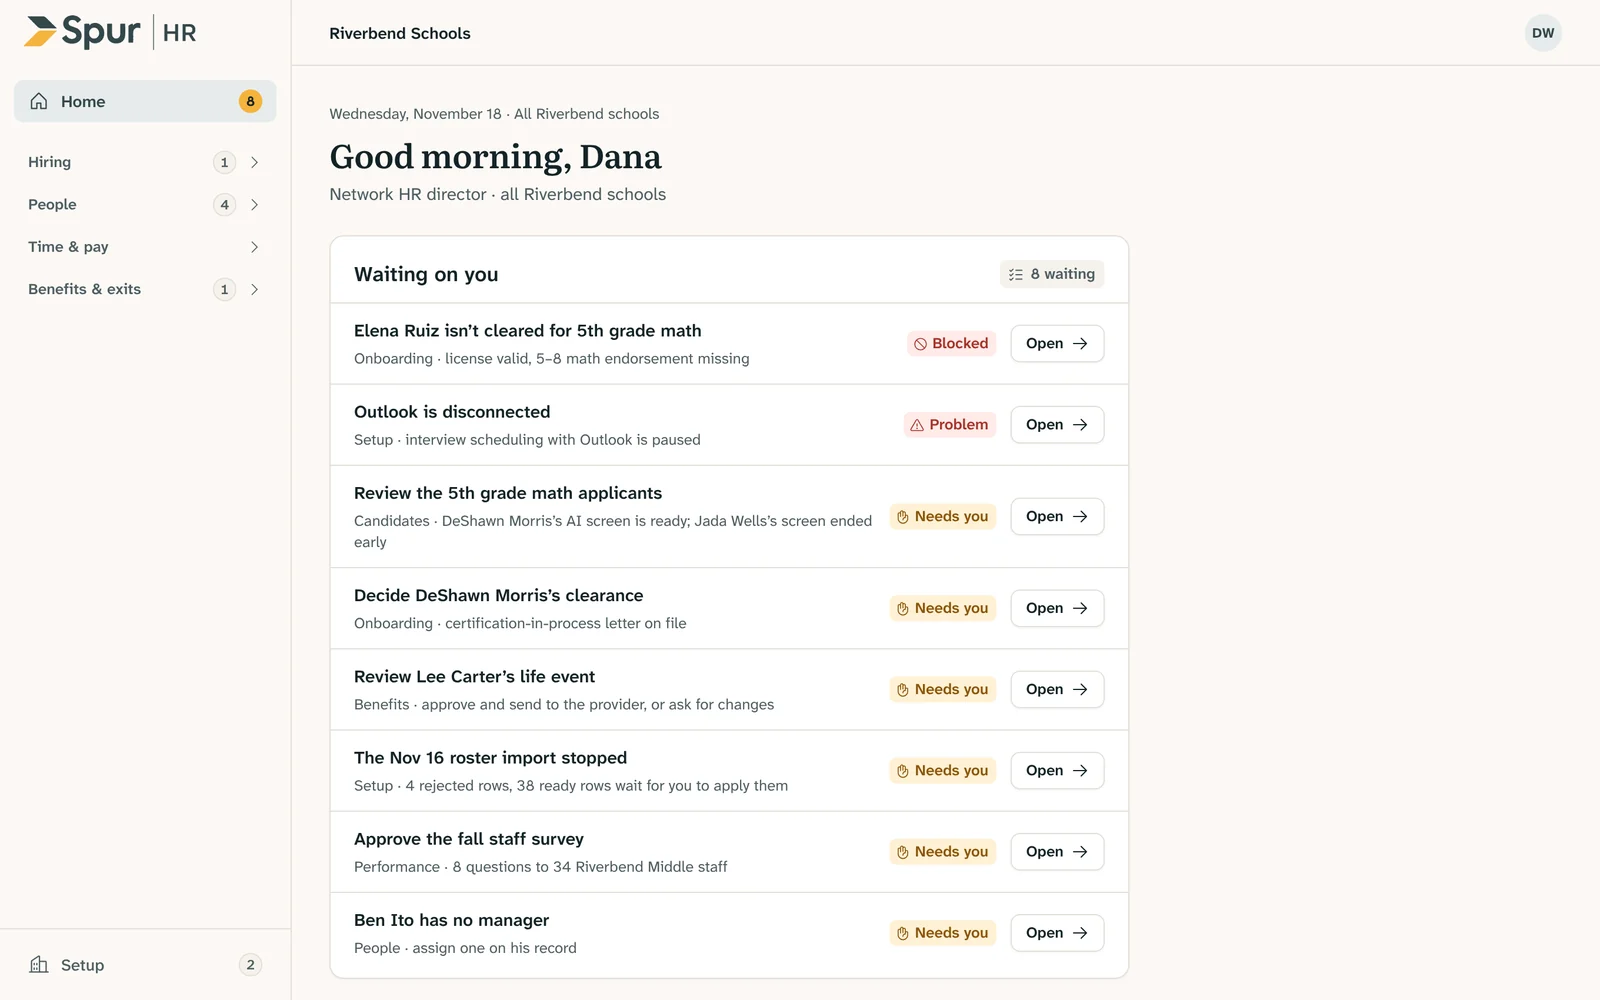 Spur HR
Home 8
Hiring 1
People 4
Time & pay
Benefits & exits 1
Setup 2
Riverbend Schools
DW
Wednesday, November 18 · All Riverbend schools
Good morning, Dana
Network HR director · all Riverbend schools
Waiting on you
8 waiting
Elena Ruiz isn’t cleared for 5th grade math
Onboarding · license valid, 5–8 math endorsement missing
Blocked
Open
Outlook is disconnected
Setup · interview scheduling with Outlook is paused
Problem
Open
Review the 5th grade math applicants
Candidates · DeShawn Morris’s AI screen is ready; Jada Wells’s screen ended
early
Needs you
Open
Decide DeShawn Morris’s clearance
Onboarding · certification-in-process letter on file
Needs you
Open
Review Lee Carter’s life event
Benefits · approve and send to the provider, or ask for changes
Needs you
Open
The Nov 16 roster import stopped
Setup · 4 rejected rows, 38 ready rows wait for you to apply them
Needs you
Open
Approve the fall staff survey
Performance · 8 questions to 34 Riverbend Middle staff
Needs you
Open
Ben Ito has no manager
People · assign one on his record
Needs you
Open